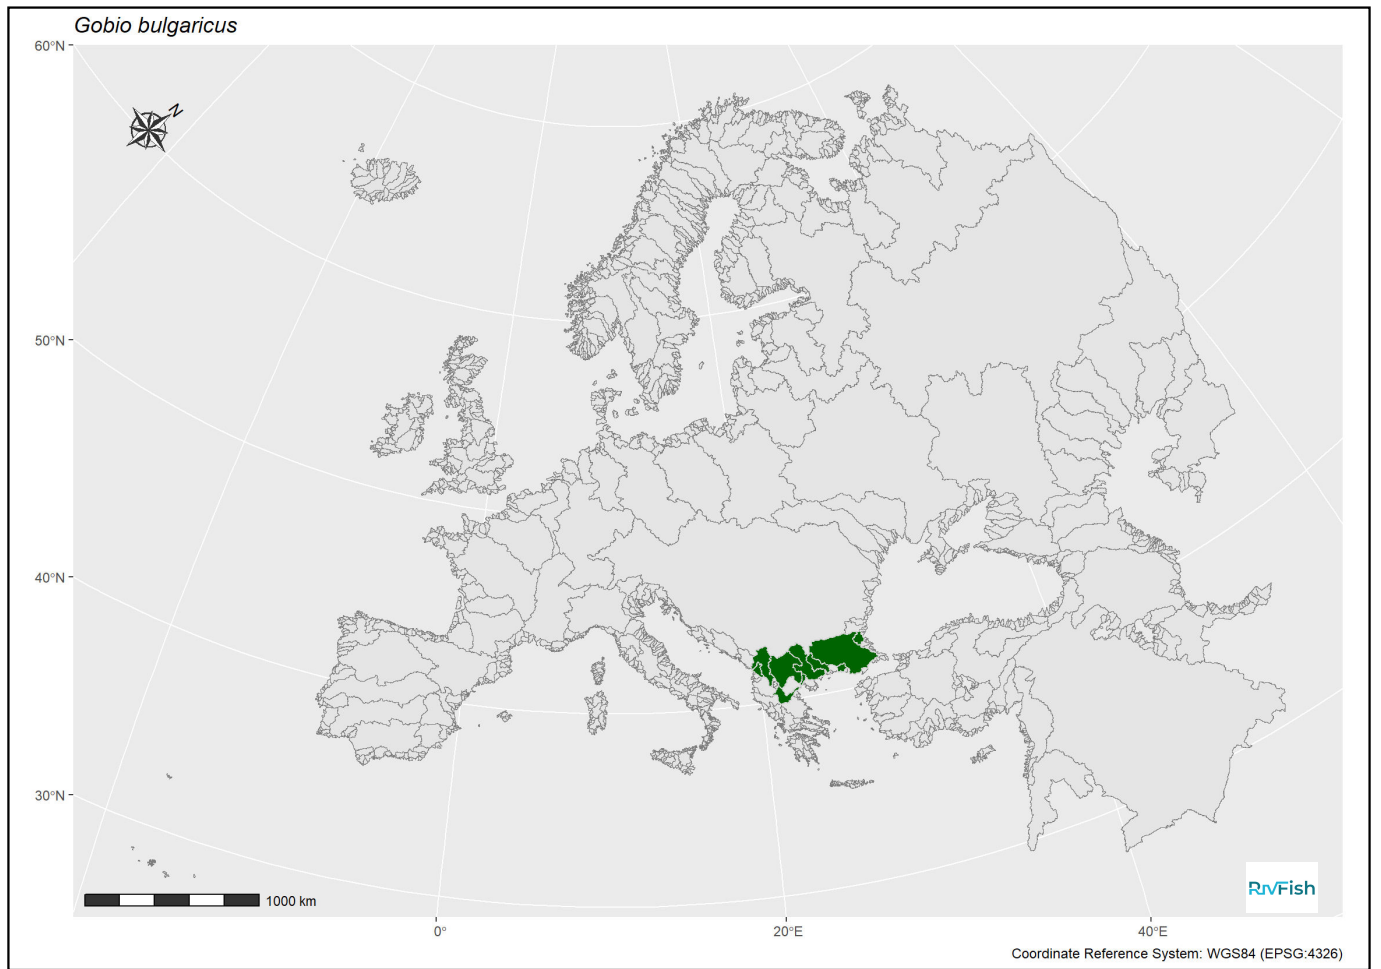 Gobio bulgaricus
60°N
N
50°N
40°N
30°N
1000 km
RivFish
0°
20°E
40°E
Coordinate Reference System: WGS84 (EPSG:4326)